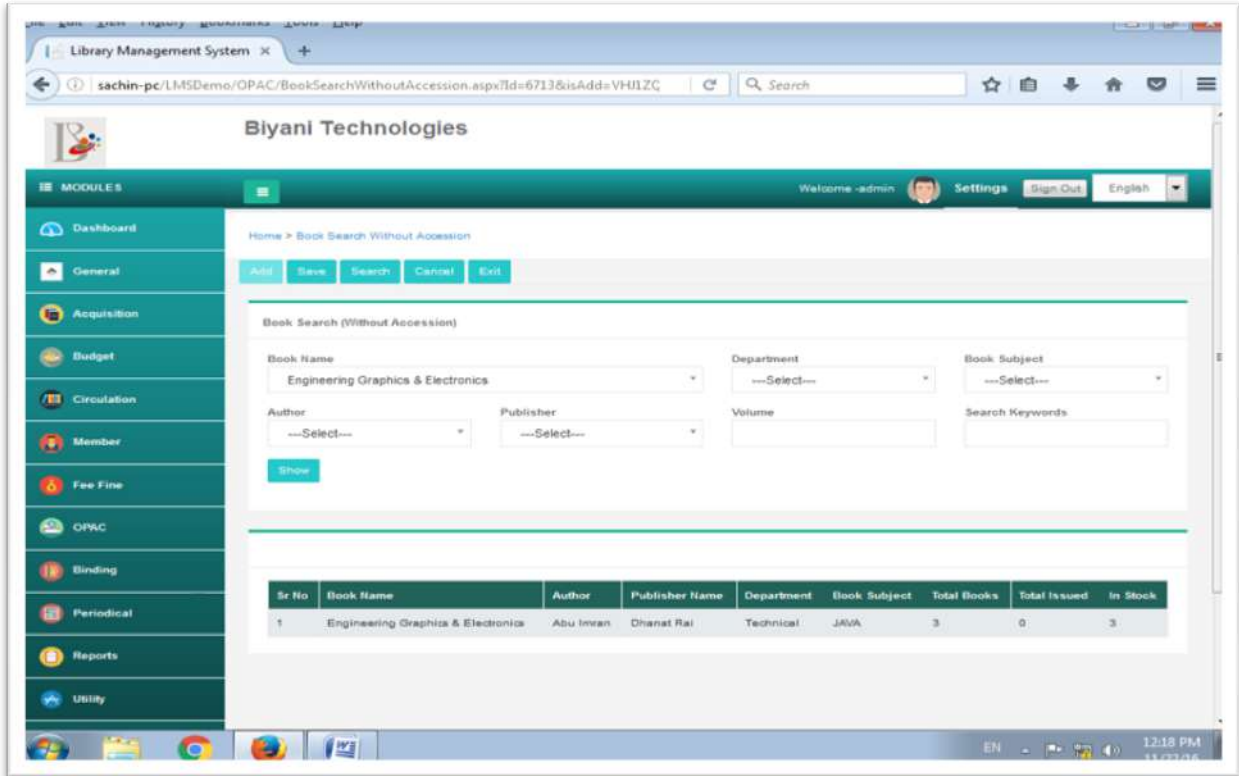 Library Management System × +
sachin-pc/LMSDemo/OPAC/BookSearchWithoutAccession.aspx?Id=6713&isAdd=VHJ1ZC
Search
Biyani Technologies
MODULES
Welcome -admin Settings Sign Out English
Dashboard
Home > Book Search Without Accession
General
Add Save Search Cancel Exit
Acquisition
Book Search (Without Accession)
Budget
Book Name Department Book Subject
Engineering Graphics & Electronics ---Select--- ---Select---
Circulation
Author Publisher Volume Search Keywords
---Select--- ---Select---
Member
Show
Fee Fine
OPAC
Binding
Sr No Book Name Author Publisher Name Department Book Subject Total Books Total Issued In Stock
Periodical
1 Engineering Graphics & Electronics Abu Imran Dhanat Rai Technical JAVA 3 0 3
Reports
Utility
EN 12:18 PM